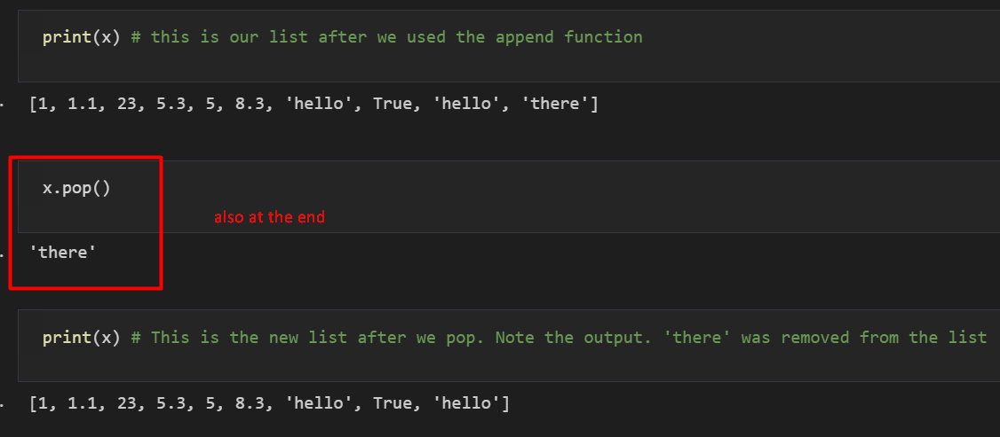 print(x) # this is our list after we used the append function
[1, 1.1, 23, 5.3, 5, 8.3, 'hello', True, 'hello', 'there']
x.pop()
also at the end
'there'
print(x) # This is the new list after we pop. Note the output. 'there' was removed from the list
[1, 1.1, 23, 5.3, 5, 8.3, 'hello', True, 'hello']